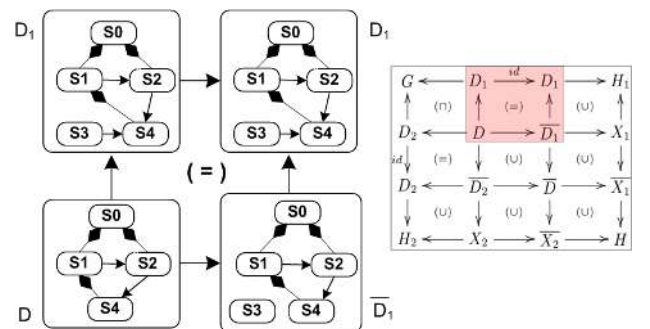 D₁ S0 S0 D₁
S1 S2 S1 S2
S3 S4 S3 S4
( = )
S0 S0
S1 S2 S1 S2
D S4 S3 S4 D̅₁
G D₁ id D₁ H₁
(∩) (=) (∪)
D₂ D D̅₁ X₁
id (=) (∪) (∪)
D₂ D̅₂ D̅ X̅₁
(∪) (∪) (∪)
H₂ X₂ X̅₂ H